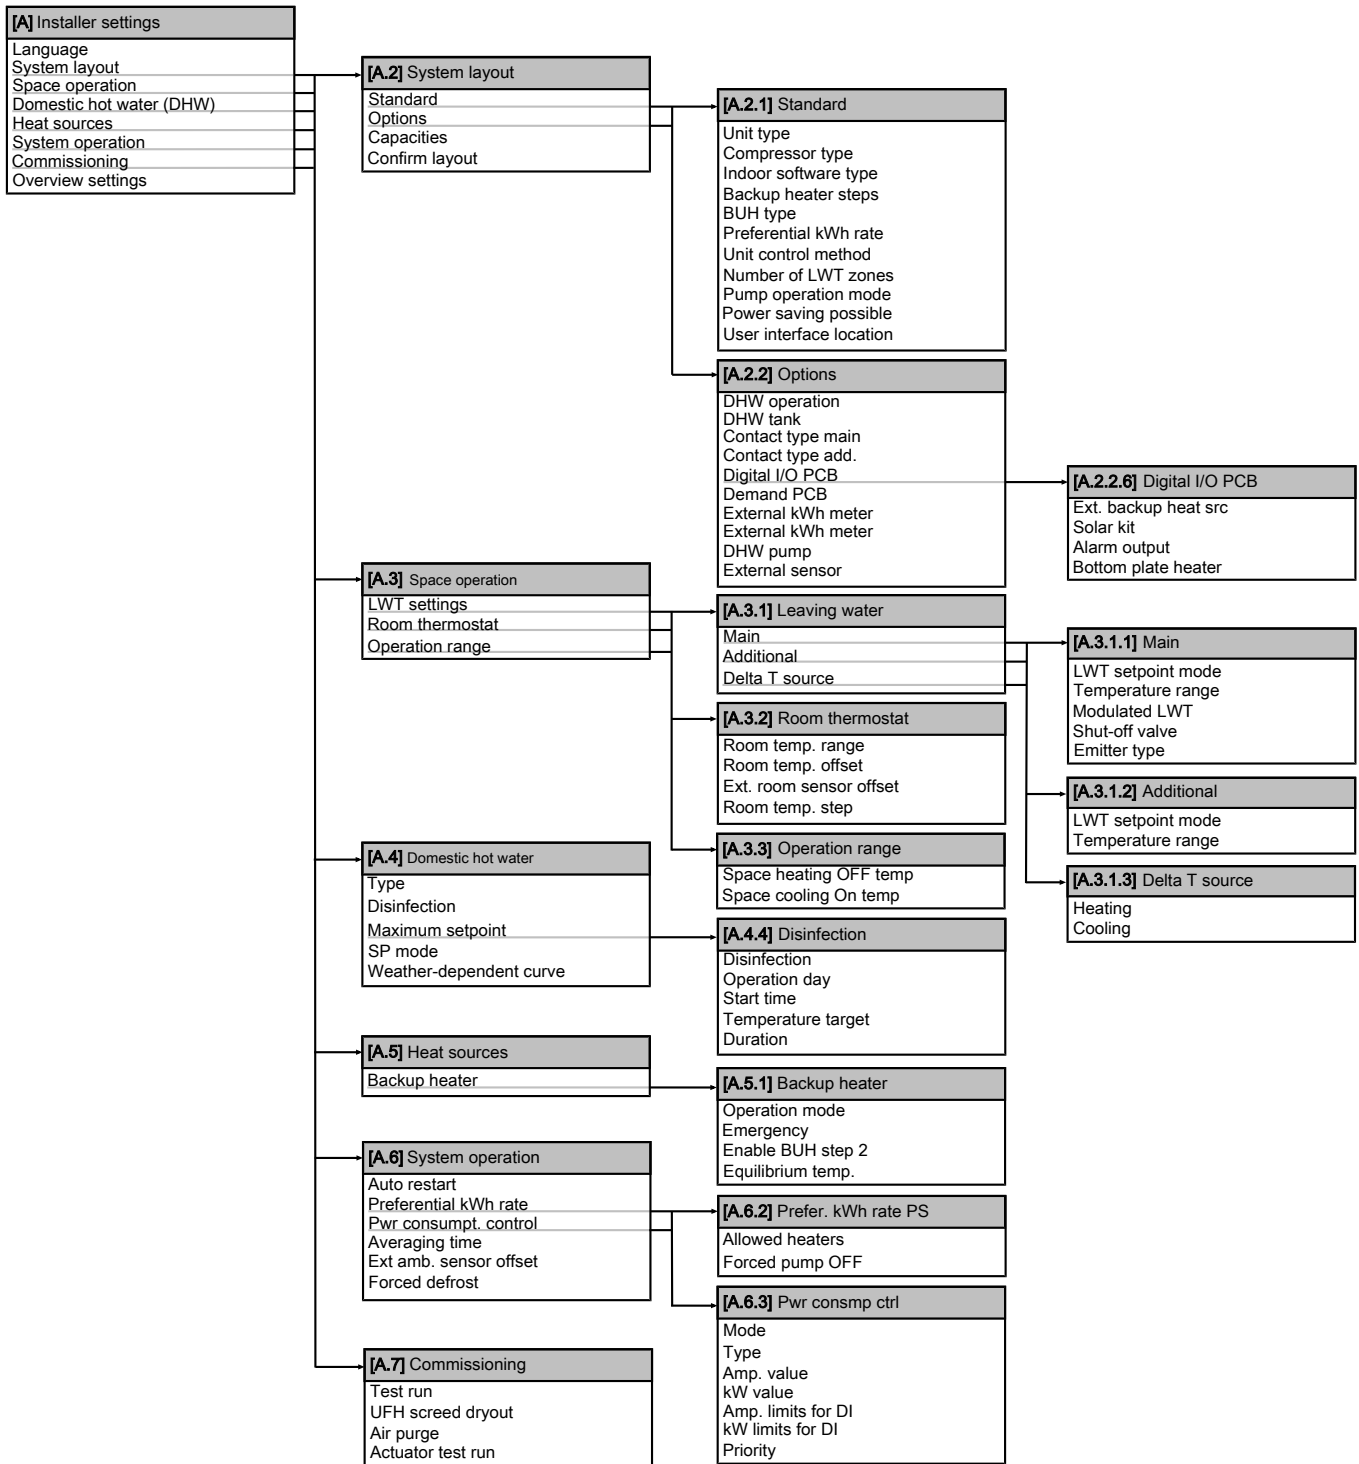 [A] Installer settings
Language
System layout
Space operation
Domestic hot water (DHW)
Heat sources
System operation
Commissioning
Overview settings
[A.2] System layout
Standard
Options
Capacities
Confirm layout
[A.2.1] Standard
Unit type
Compressor type
Indoor software type
Backup heater steps
BUH type
Preferential kWh rate
Unit control method
Number of LWT zones
Pump operation mode
Power saving possible
User interface location
[A.2.2] Options
DHW operation
DHW tank
Contact type main
Contact type add.
Digital I/O PCB
Demand PCB
External kWh meter
External kWh meter
DHW pump
External sensor
[A.2.2.6] Digital I/O PCB
Ext. backup heat src
Solar kit
Alarm output
Bottom plate heater
[A.3] Space operation
LWT settings
Room thermostat
Operation range
[A.3.1] Leaving water
Main
Additional
Delta T source
[A.3.1.1] Main
LWT setpoint mode
Temperature range
Modulated LWT
Shut-off valve
Emitter type
[A.3.2] Room thermostat
Room temp. range
Room temp. offset
Ext. room sensor offset
Room temp. step
[A.3.1.2] Additional
LWT setpoint mode
Temperature range
[A.3.3] Operation range
Space heating OFF temp
Space cooling On temp
[A.3.1.3] Delta T source
Heating
Cooling
[A.4] Domestic hot water
Type
Disinfection
Maximum setpoint
SP mode
Weather-dependent curve
[A.4.4] Disinfection
Disinfection
Operation day
Start time
Temperature target
Duration
[A.5] Heat sources
Backup heater
[A.5.1] Backup heater
Operation mode
Emergency
Enable BUH step 2
Equilibrium temp.
[A.6] System operation
Auto restart
Preferential kWh rate
Pwr consumpt. control
Averaging time
Ext amb. sensor offset
Forced defrost
[A.6.2] Prefer. kWh rate PS
Allowed heaters
Forced pump OFF
[A.6.3] Pwr consmp ctrl
Mode
Type
Amp. value
kW value
Amp. limits for DI
kW limits for DI
Priority
[A.7] Commissioning
Test run
UFH screed dryout
Air purge
Actuator test run